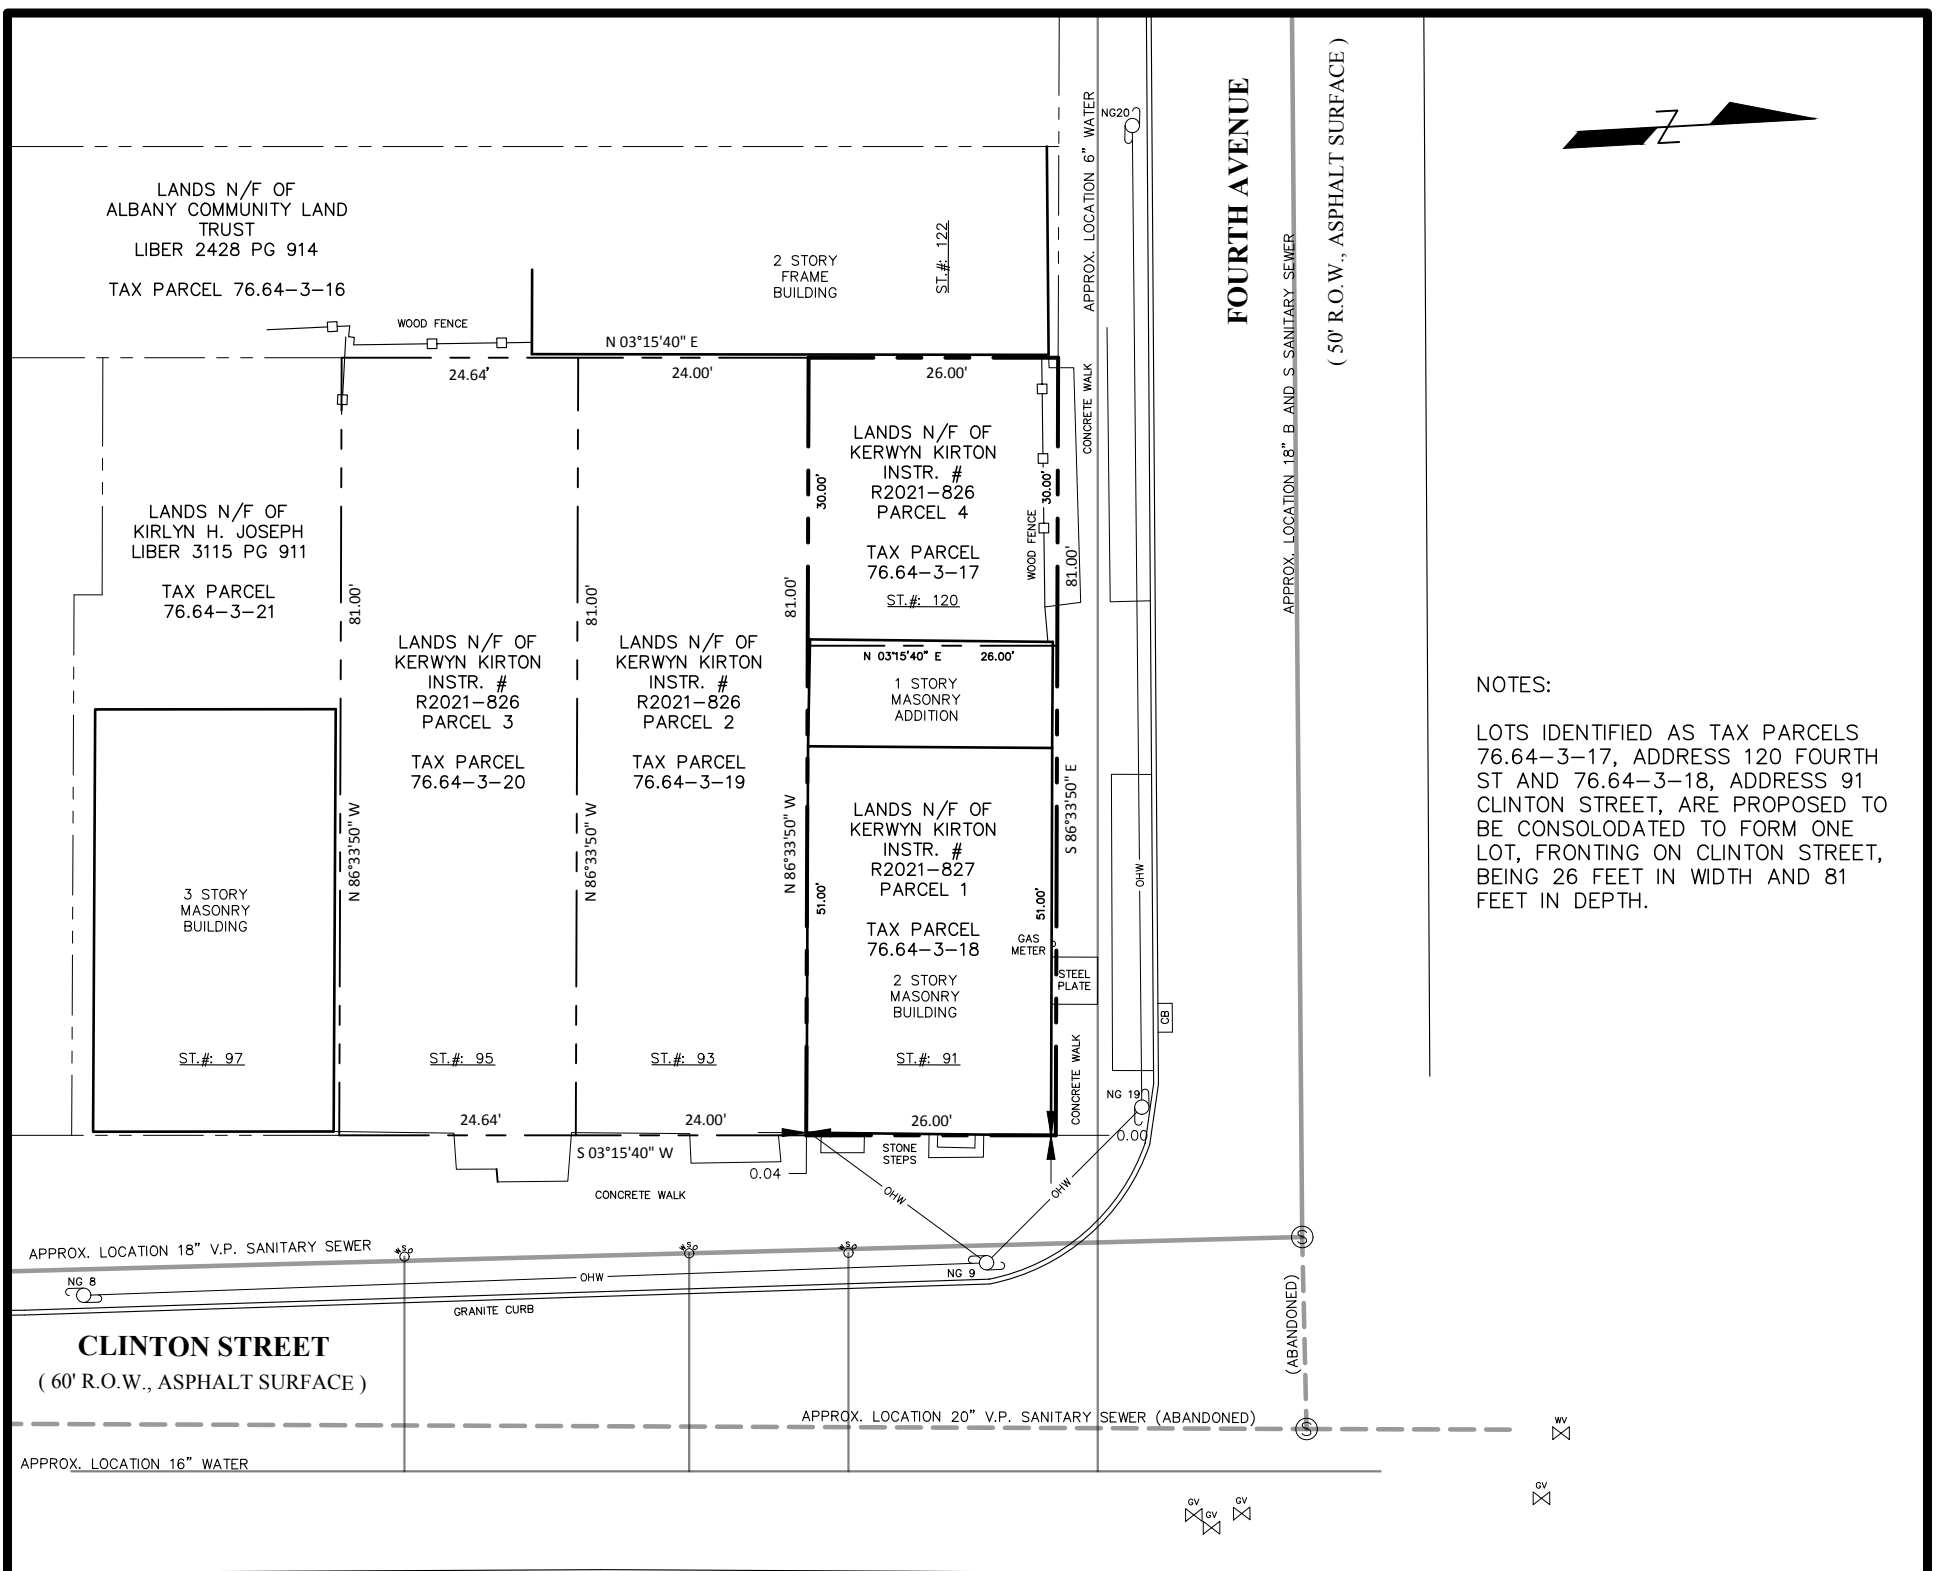 LANDS N/F OF
ALBANY COMMUNITY LAND
TRUST
LIBER 2428 PG 914
TAX PARCEL 76.64-3-16
WOOD FENCE
2 STORY
FRAME
BUILDING
ST.#: 122
N 03°15'40" E
24.64'
24.00'
26.00'
APPROX. LOCATION 6" WATER
NG20
FOURTH AVENUE
( 50' R.O.W., ASPHALT SURFACE )
APPROX. LOCATION 18" B AND S SANITARY SEWER
Z
CONCRETE WALK
LANDS N/F OF
KIRLYN H. JOSEPH
LIBER 3115 PG 911
TAX PARCEL
76.64-3-21
81.00'
N 86°33'50" W
3 STORY
MASONRY
BUILDING
ST.#: 97
LANDS N/F OF
KERWYN KIRTON
INSTR. #
R2021-826
PARCEL 3
TAX PARCEL
76.64-3-20
ST.#: 95
24.64'
81.00'
N 86°33'50" W
LANDS N/F OF
KERWYN KIRTON
INSTR. #
R2021-826
PARCEL 2
TAX PARCEL
76.64-3-19
ST.#: 93
24.00'
81.00'
N 86°33'50" W
LANDS N/F OF
KERWYN KIRTON
INSTR. #
R2021-826
PARCEL 4
TAX PARCEL
76.64-3-17
ST.#: 120
30.00'
30.00'
WOOD FENCE
81.00'
N 03°15'40" E
26.00'
1 STORY
MASONRY
ADDITION
S 86°33'50" E
LANDS N/F OF
KERWYN KIRTON
INSTR. #
R2021-827
PARCEL 1
TAX PARCEL
76.64-3-18
51.00'
51.00'
GAS
METER
STEEL
PLATE
2 STORY
MASONRY
BUILDING
ST.#: 91
26.00'
CONCRETE WALK
OHW
CB
NG 19
0.00
STONE
STEPS
S 03°15'40" W
0.04
CONCRETE WALK
OHW
OHW
NOTES:
LOTS IDENTIFIED AS TAX PARCELS
76.64-3-17, ADDRESS 120 FOURTH
ST AND 76.64-3-18, ADDRESS 91
CLINTON STREET, ARE PROPOSED TO
BE CONSOLODATED TO FORM ONE
LOT, FRONTING ON CLINTON STREET,
BEING 26 FEET IN WIDTH AND 81
FEET IN DEPTH.
APPROX. LOCATION 18" V.P. SANITARY SEWER
WSO
WSO
WSO
S
NG 8
OHW
NG 9
GRANITE CURB
(ABANDONED)
CLINTON STREET
( 60' R.O.W., ASPHALT SURFACE )
APPROX. LOCATION 20" V.P. SANITARY SEWER (ABANDONED)
S
WV
APPROX. LOCATION 16" WATER
GV
GV
GV
GV